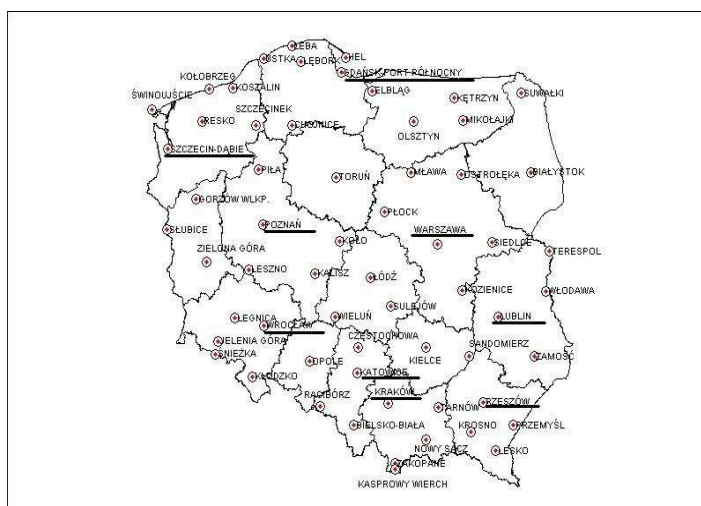 ŁEBA
USTKA
HEL
LĘBORK
GDAŃSK-PORT PÓŁNOCNY
KOŁOBRZEG
KOSZALIN
ELBLĄG
SUWAŁKI
KĘTRZYN
ŚWINOUJŚCIE
SZCZECINEK
RESKO
CHOJNICE
OLSZTYN
MIKOŁAJKI
SZCZECIN-DĄBIE
PIŁA
TORUŃ
MŁAWA
OSTROŁĘKA
BIAŁYSTOK
GORZÓW WLKP.
PŁOCK
SŁUBICE
POZNAŃ
WARSZAWA
KOŁO
SIEDLCE
TERESPOL
ZIELONA GÓRA
LESZNO
KALISZ
ŁÓDŹ
KOZIENICE
WŁODAWA
SULEJÓW
LEGNICA
WROCŁAW
WIELUŃ
LUBLIN
CZĘSTOCHOWA
JELENIA GÓRA
KIELCE
SANDOMIERZ
ŚNIEŻKA
OPOLE
ZAMOŚĆ
KŁODZKO
KATOWICE
RACIBÓRZ
KRAKÓW
TARNÓW
RZESZÓW
BIELSKO-BIAŁA
KROSNO
PRZEMYŚL
NOWY SĄCZ
LESKO
ZAKOPANE
KASPROWY WIERCH